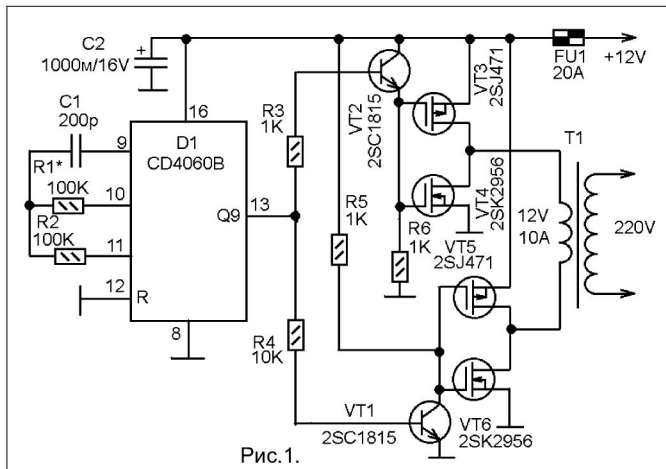 C2
1000м/16V
+
FU1
20A
+12V
C1
200p
16
9
D1
CD4060B
R1*
100K
10
R2
100K
11
Q9
13
12
R
8
R3
1K
R4
10K
R5
1K
VT2
2SC1815
VT3
2SJ471
VT4
2SK2956
R6
1K
VT5
2SJ471
12V
10A
T1
220V
VT1
2SC1815
VT6
2SK2956
Рис.1.